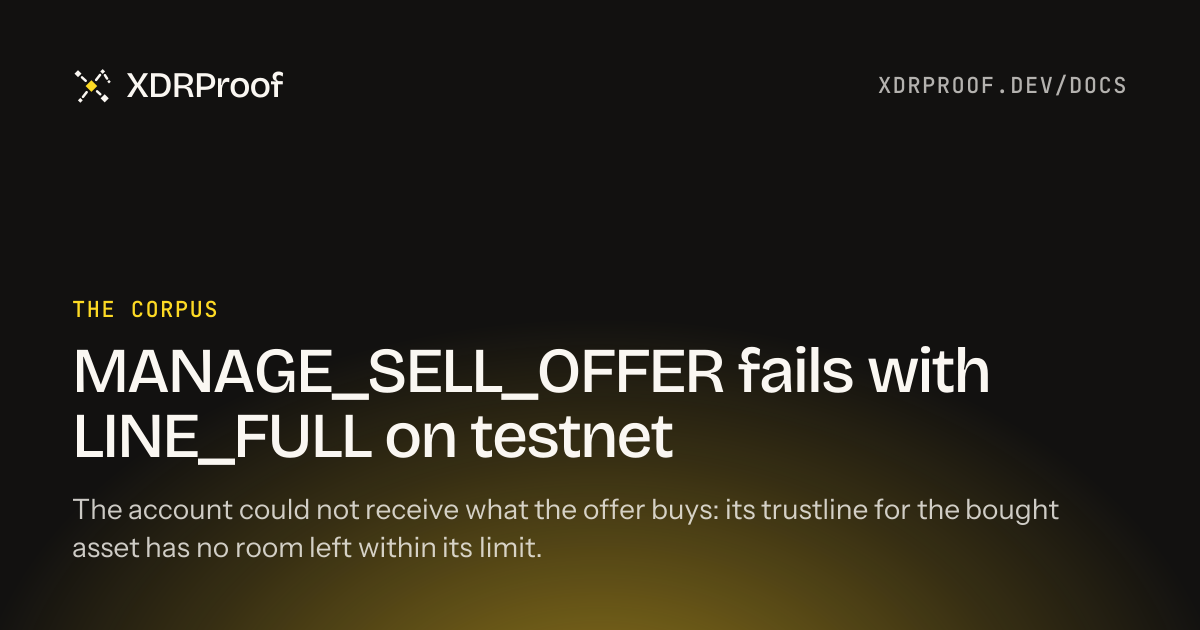 XDRProof
XDRPROOF.DEV/DOCS
THE CORPUS
MANAGE_SELL_OFFER fails with
LINE_FULL on testnet
The account could not receive what the offer buys: its trustline for the bought
asset has no room left within its limit.